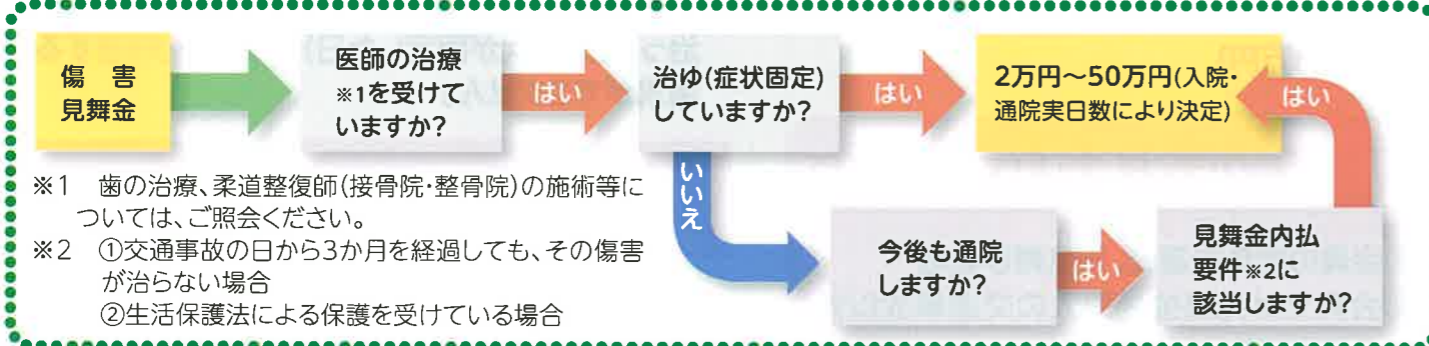 傷　害
見舞金
医師の治療
※1を受けて
いますか?
はい
治ゆ(症状固定)
していますか?
はい
2万円～50万円(入院・
通院実日数により決定)
はい
いいえ
今後も通院
しますか?
はい
見舞金内払
要件※2に
該当しますか?
※1　歯の治療、柔道整復師(接骨院・整骨院)の施術等に
ついては、ご照会ください。
※2　①交通事故の日から3か月を経過しても、その傷害
が治らない場合
②生活保護法による保護を受けている場合